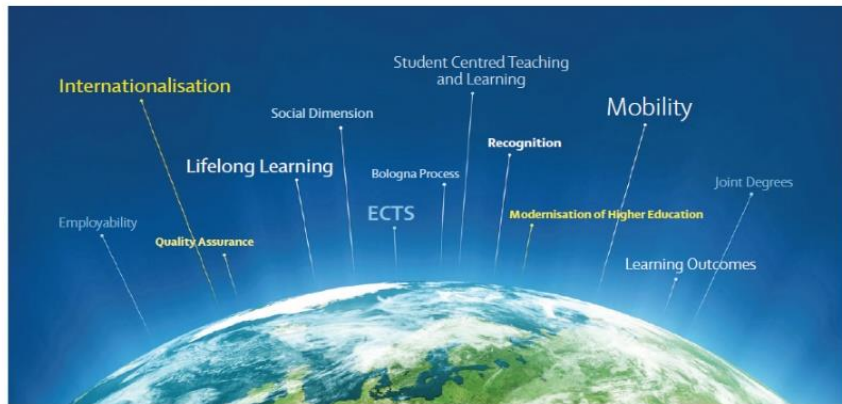 Student Centred Teaching
and Learning
Internationalisation
Mobility
Social Dimension
Recognition
Lifelong Learning
Bologna Process
Joint Degrees
ECTS
Modernisation of Higher Education
Employability
Quality Assurance
Learning Outcomes